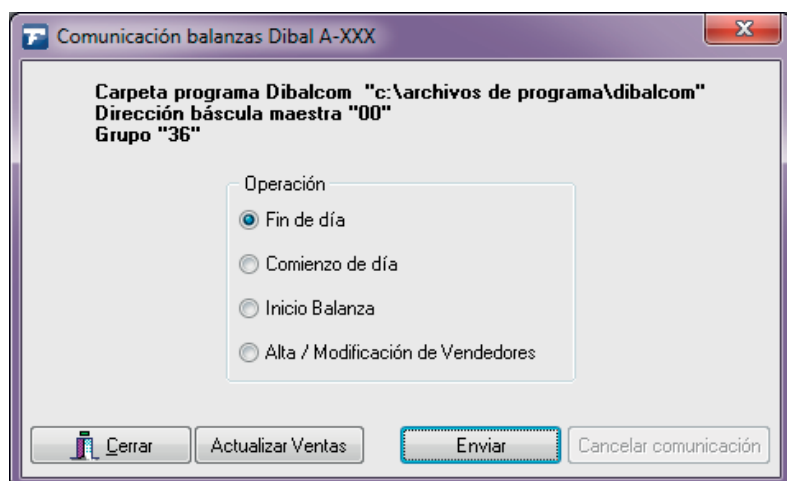 Comunicación balanzas Dibal A-XXX
Carpeta programa Dibalcom "c:\archivos de programa\dibalcom"
Dirección báscula maestra "00"
Grupo "36"
Operación
Fin de día
Comienzo de día
Inicio Balanza
Alta / Modificación de Vendedores
Cerrar Actualizar Ventas Enviar Cancelar comunicación